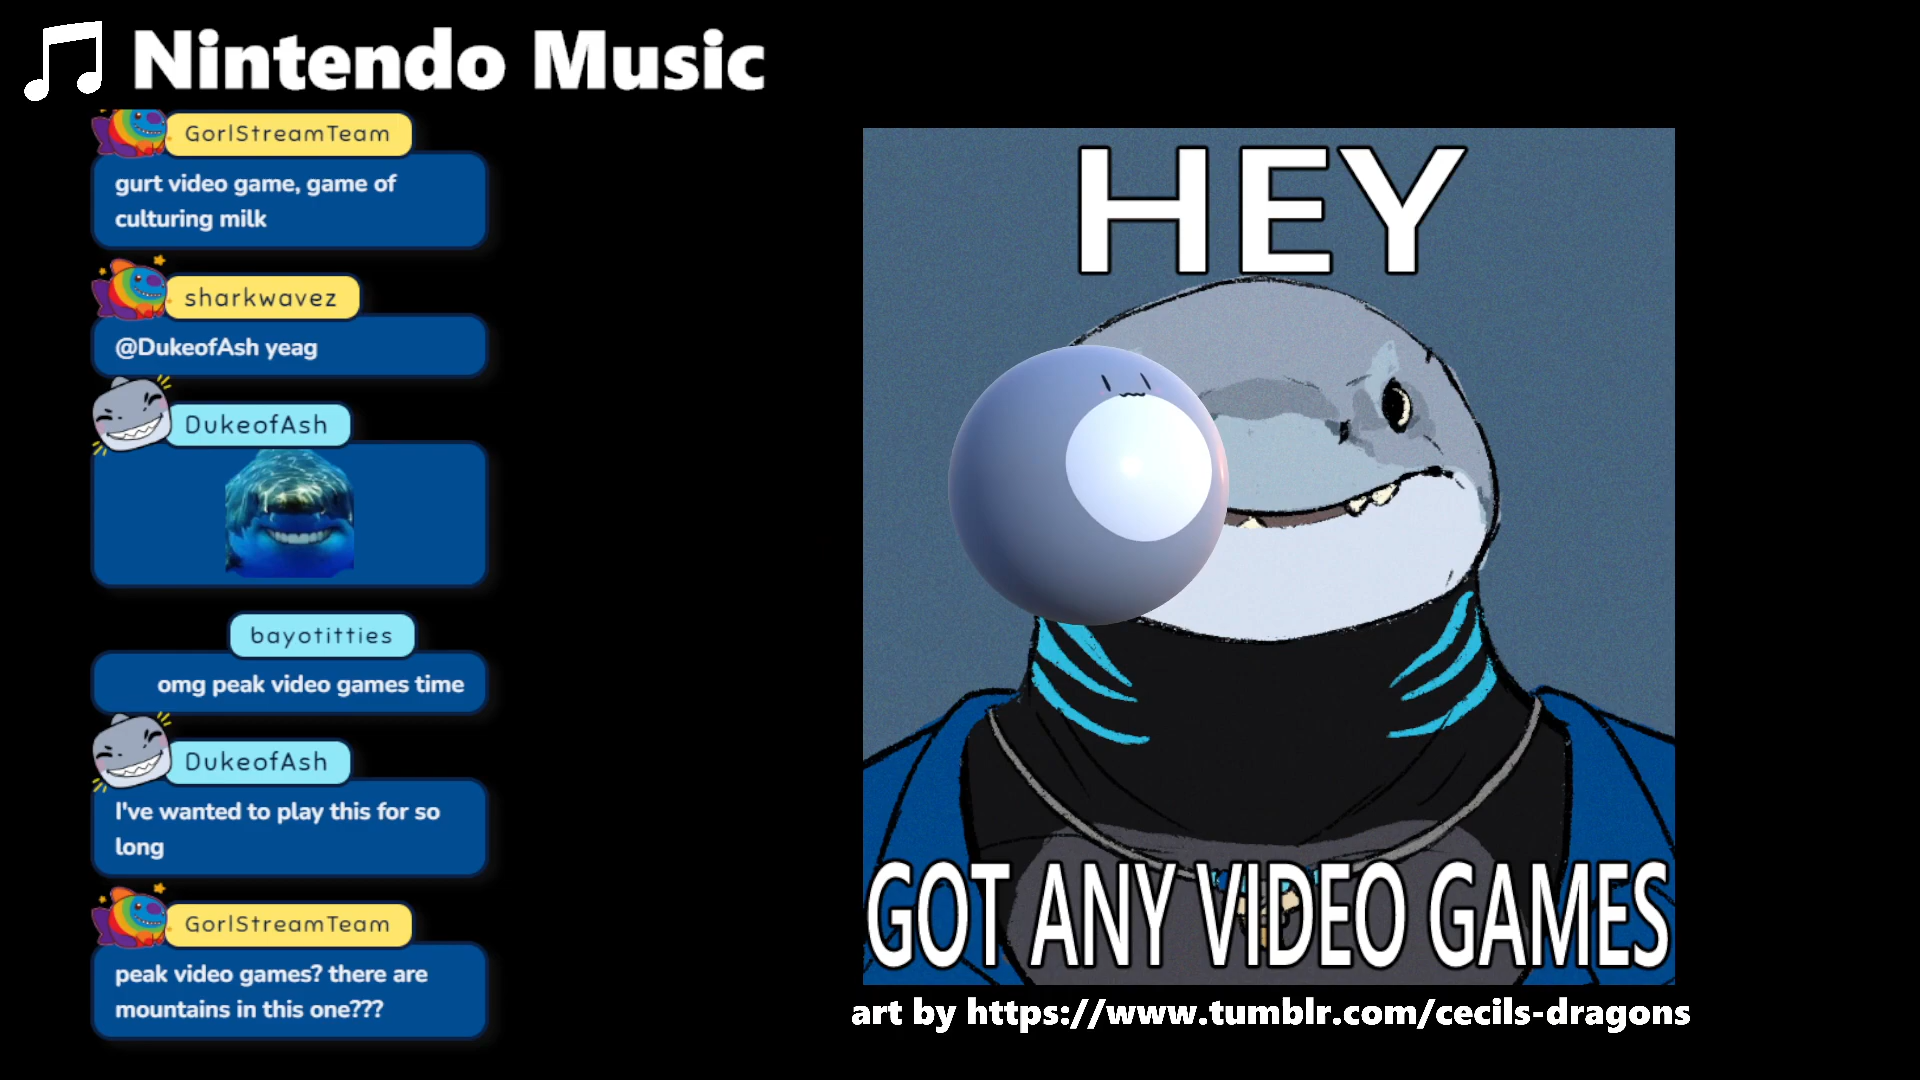 Nintendo Music
GorlStreamTeam
gurt video game, game of
culturing milk
sharkwavez
@DukeofAsh yeag
DukeofAsh
bayotitties
omg peak video games time
DukeofAsh
I've wanted to play this for so
long
GorlStreamTeam
peak video games? there are
mountains in this one???
HEY
GOT ANY VIDEO GAMES
art by https://www.tumblr.com/cecils-dragons